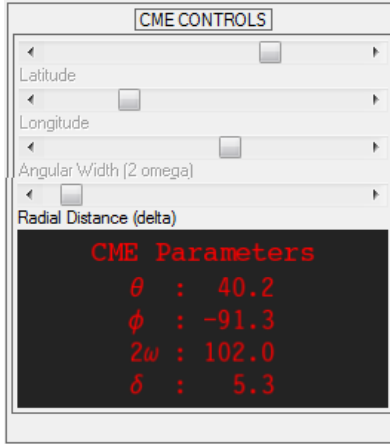 CME CONTROLS
Latitude
Longitude
Angular Width (2 omega)
Radial Distance (delta)
CME Parameters
θ : 40.2
ϕ : -91.3
2ω : 102.0
δ : 5.3